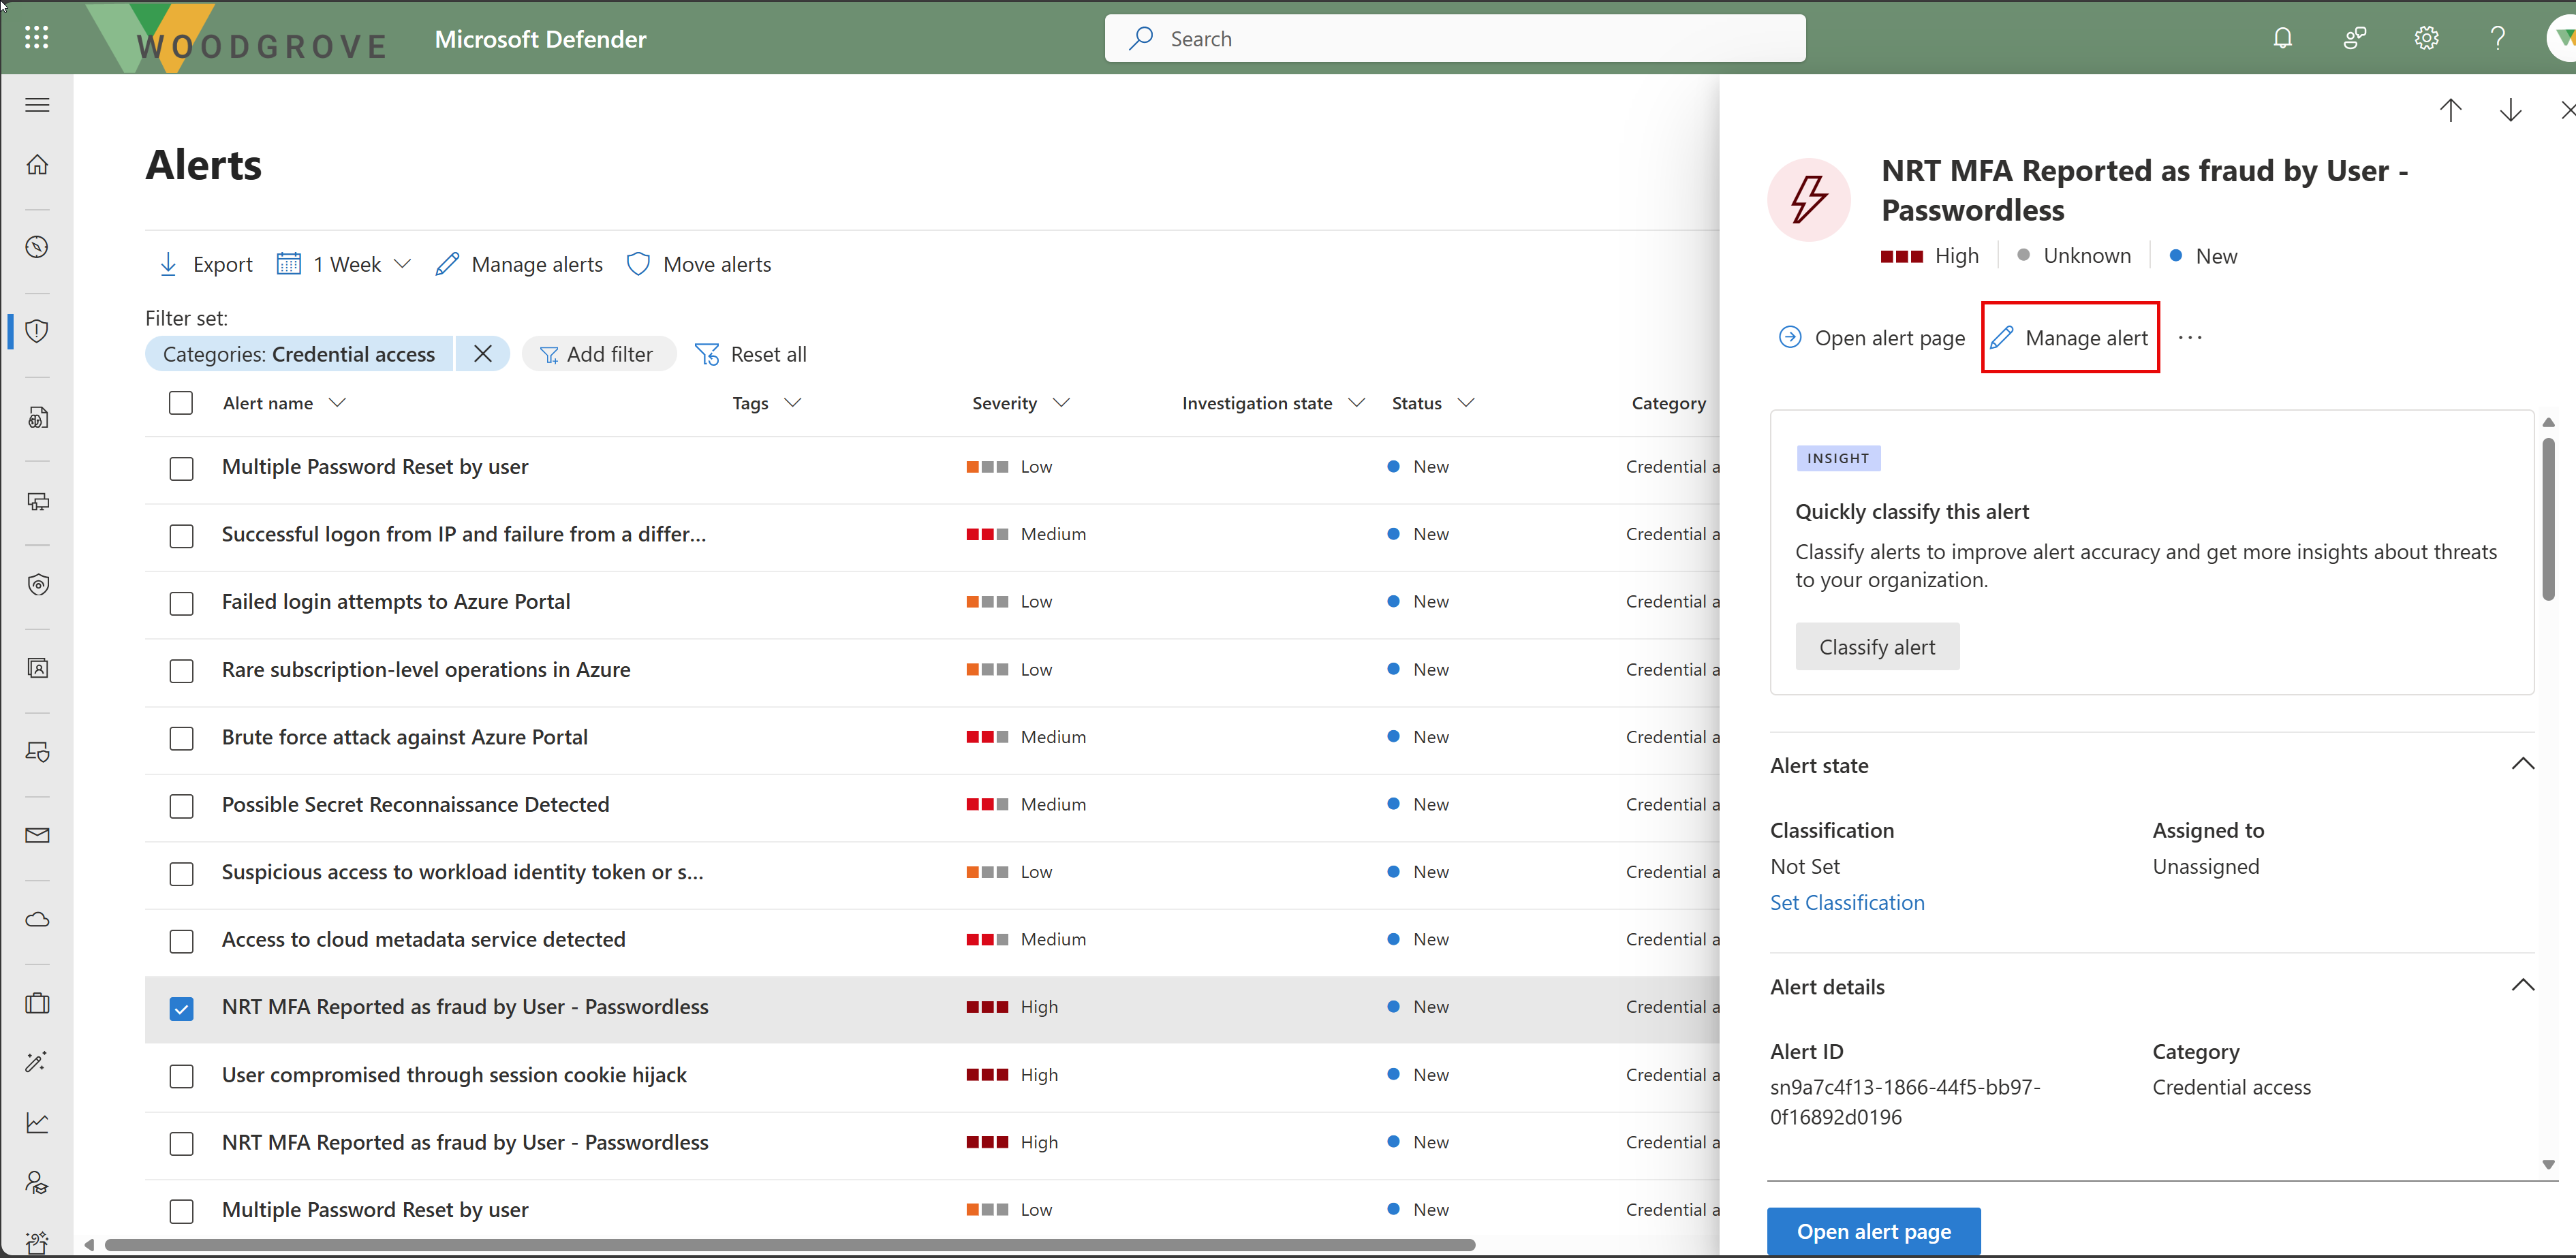 WOODGROVE
Microsoft Defender
Search
Alerts
Export
1 Week
Manage alerts
Move alerts
Filter set:
Categories: Credential access
Add filter
Reset all
Alert name
Tags
Severity
Investigation state
Status
Category
Multiple Password Reset by user
Low
New
Credential a
Successful logon from IP and failure from a differ...
Medium
New
Credential a
Failed login attempts to Azure Portal
Low
New
Credential a
Rare subscription-level operations in Azure
Low
New
Credential a
Brute force attack against Azure Portal
Medium
New
Credential a
Possible Secret Reconnaissance Detected
Medium
New
Credential a
Suspicious access to workload identity token or s...
Low
New
Credential a
Access to cloud metadata service detected
Medium
New
Credential a
NRT MFA Reported as fraud by User - Passwordless
High
New
Credential a
User compromised through session cookie hijack
High
New
Credential a
NRT MFA Reported as fraud by User - Passwordless
High
New
Credential a
Multiple Password Reset by user
Low
New
Credential a
NRT MFA Reported as fraud by User -
Passwordless
High
Unknown
New
Open alert page
Manage alert
...
INSIGHT
Quickly classify this alert
Classify alerts to improve alert accuracy and get more insights about threats
to your organization.
Classify alert
Alert state
Classification
Assigned to
Not Set
Unassigned
Set Classification
Alert details
Alert ID
Category
sn9a7c4f13-1866-44f5-bb97-
Credential access
0f16892d0196
Open alert page